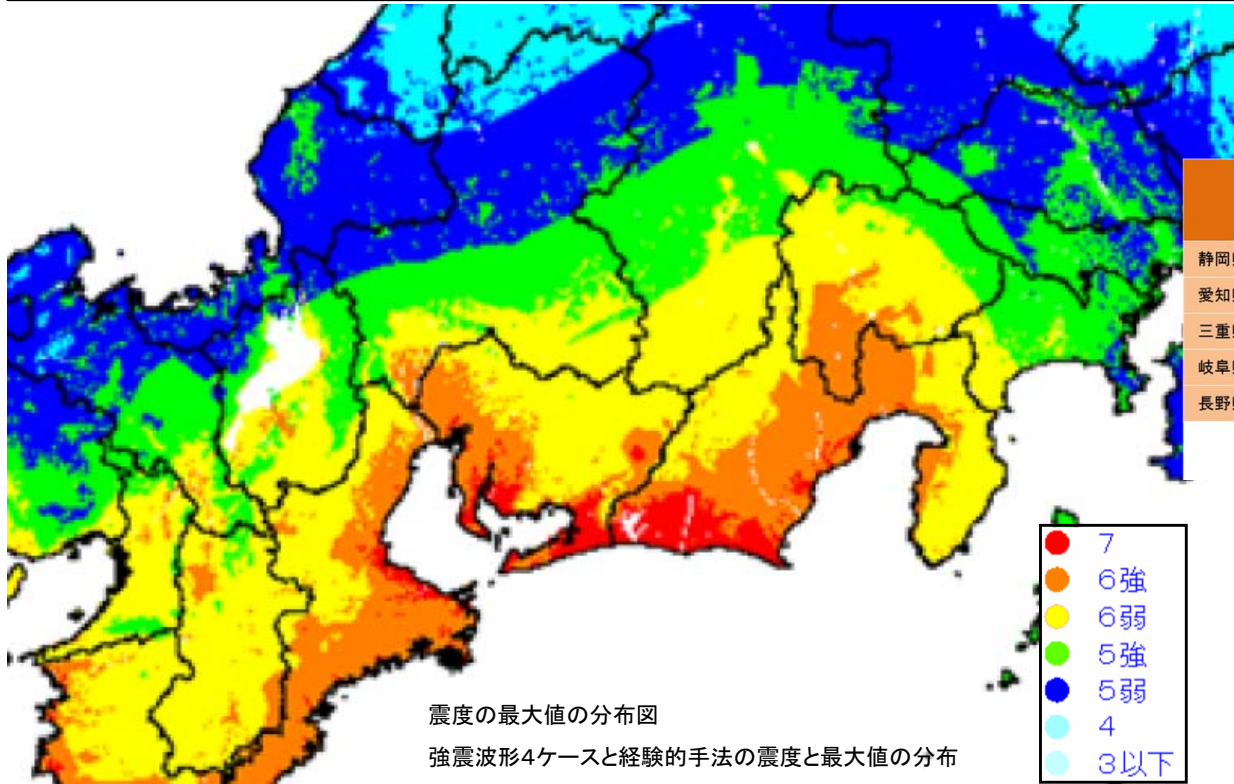 静岡
愛知
三重
岐阜
長野
7
6強
6弱
5強
5弱
4
3以下
震度の最大値の分布図
強震波形4ケースと経験的手法の震度と最大値の分布